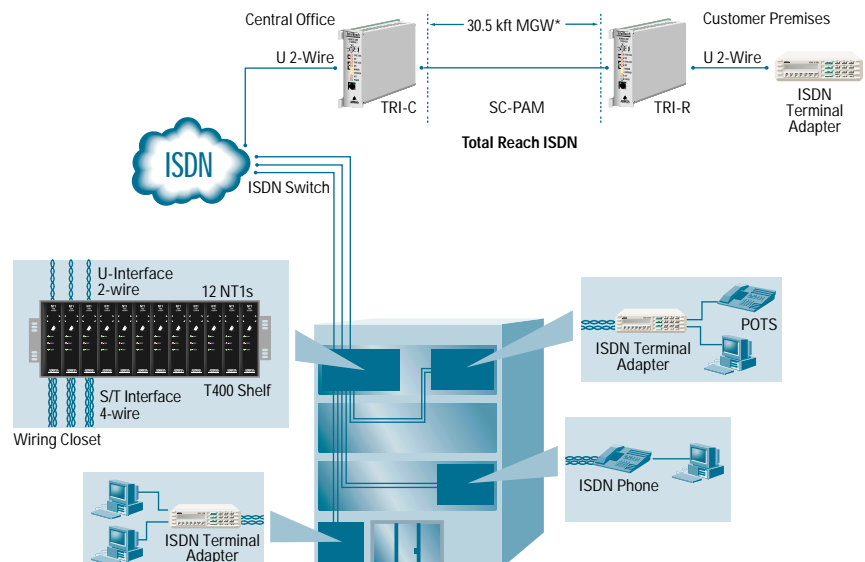 Central Office
30.5 kft MGW*
Customer Premises
U 2-Wire
U 2-Wire
TRI-C
SC-PAM
TRI-R
ISDN
Terminal
Adapter
Total Reach ISDN
ISDN
ISDN Switch
U-Interface
2-wire
12 NT1s
S/T Interface
4-wire
T400 Shelf
Wiring Closet
POTS
ISDN Terminal
Adapter
ISDN Phone
ISDN Terminal
Adapter